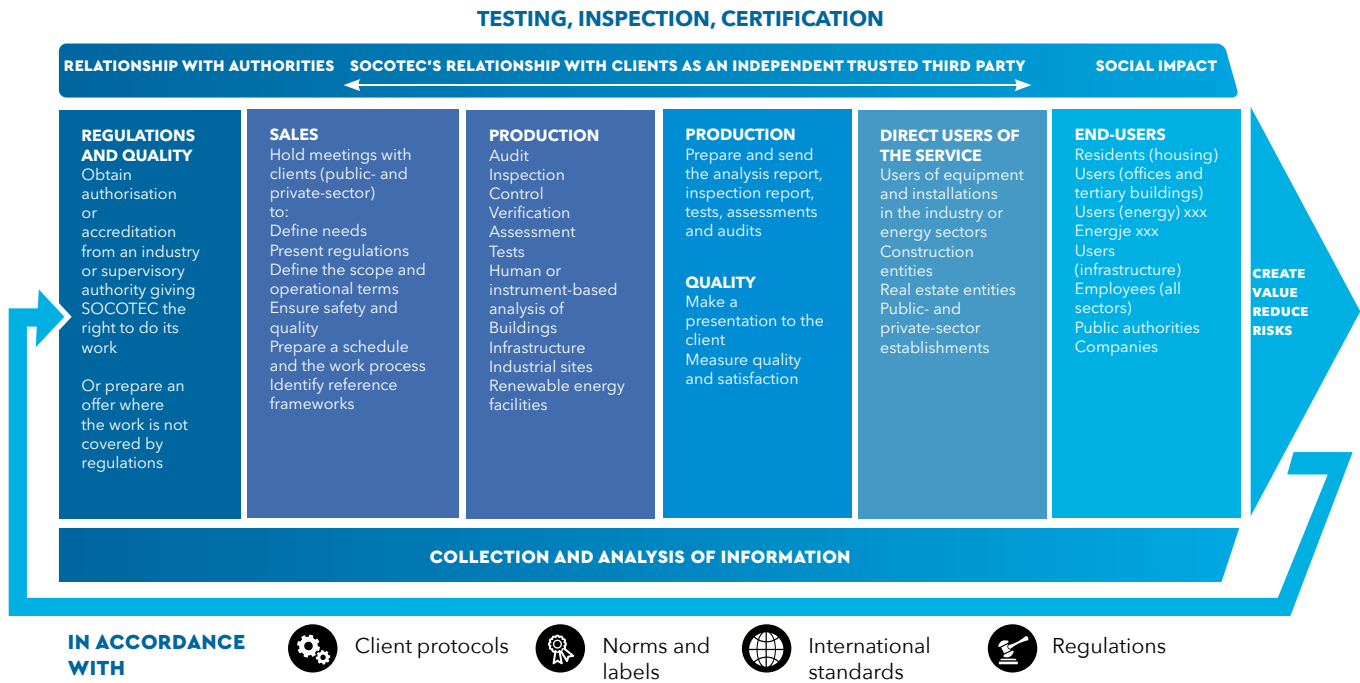 TESTING, INSPECTION, CERTIFICATION
RELATIONSHIP WITH AUTHORITIES
SOCOTEC'S RELATIONSHIP WITH CLIENTS AS AN INDEPENDENT TRUSTED THIRD PARTY
SOCIAL IMPACT
REGULATIONS
AND QUALITY
Obtain
authorisation
or
accreditation
from an industry
or supervisory
authority giving
SOCOTEC the
right to do its
work
Or prepare an
offer where
the work is not
covered by
regulations
SALES
Hold meetings with
clients (public- and
private-sector)
to:
Define needs
Present regulations
Define the scope and
operational terms
Ensure safety and
quality
Prepare a schedule
and the work process
Identify reference
frameworks
PRODUCTION
Audit
Inspection
Control
Verification
Assessment
Tests
Human or
instrument-based
analysis of
Buildings
Infrastructure
Industrial sites
Renewable energy
facilities
PRODUCTION
Prepare and send
the analysis report,
inspection report,
tests, assessments
and audits
QUALITY
Make a
presentation to the
client
Measure quality
and satisfaction
DIRECT USERS OF
THE SERVICE
Users of equipment
and installations
in the industry or
energy sectors
Construction
entities
Real estate entities
Public- and
private-sector
establishments
END-USERS
Residents (housing)
Users (offices and
tertiary buildings)
Users (energy) xxx
Energje xxx
Users
(infrastructure)
Employees (all
sectors)
Public authorities
Companies
CREATE
VALUE
REDUCE
RISKS
COLLECTION AND ANALYSIS OF INFORMATION
IN ACCORDANCE
WITH
Client protocols
Norms and
labels
International
standards
Regulations